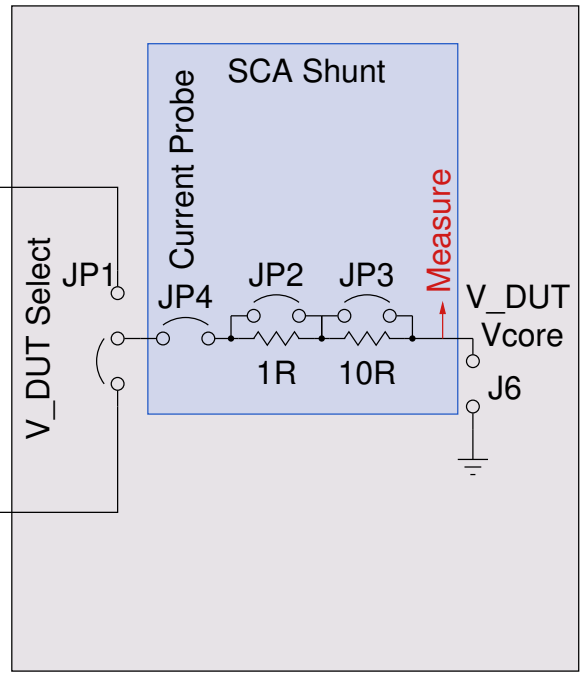 SCA Shunt
Current Probe
Measure
V_DUT Select
JP1
JP4
JP2
JP3
V_DUT
Vcore
1R
10R
J6